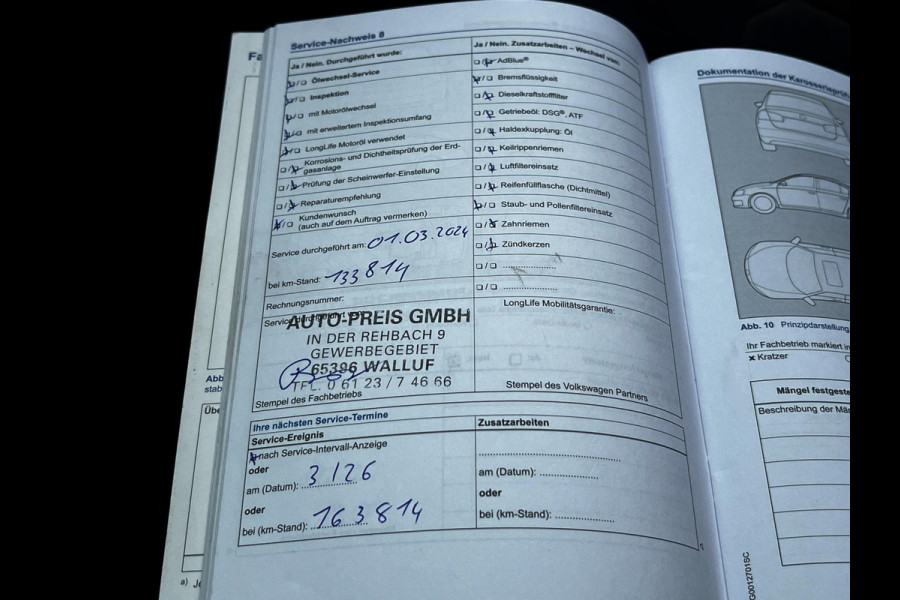 Service-Nachweis 8
Ja / Nein. Durchgeführt wurde:
Ölwechsel-Service
Inspektion
mit Motorölwechsel
mit erweitertem Inspektionsumfang
LongLife Motoröl verwendet
Korrosions- und Dichtheitsprüfung der Erd-
gasanlage
Prüfung der Scheinwerfer-Einstellung
Reparaturempfehlung
Kundenwunsch
(auch auf dem Auftrag vermerken)
Service durchgeführt am: 01.03.2024
bei km-Stand: 133814
Rechnungsnummer:
AUTO-PREIS GMBH
IN DER REHBACH 9
GEWERBEGEBIET
65396 WALLUF
TEL. 0 61 23 / 7 46 66
Stempel des Fachbetriebs
Ja / Nein. Zusatzarbeiten – Wechsel von:
AdBlue®
Bremsflüssigkeit
Dieselkraftstofffilter
Getriebeöl: DSG®, ATF
Haldexkupplung: Öl
Keilrippenriemen
Luftfiltereinsatz
Reifenfüllflasche (Dichtmittel)
Staub- und Pollenfiltereinsatz
Zahnriemen
Zündkerzen
LongLife Mobilitätsgarantie:
Stempel des Volkswagen Partners
Ihre nächsten Service-Termine
Service-Ereignis
nach Service-Intervall-Anzeige
oder
am (Datum): 3/26
oder
bei (km-Stand): 163814
Zusatzarbeiten
am (Datum):
oder
bei (km-Stand):
Dokumentation der
Abb. 10 Prinzipdarstellung
Ihr Fachbetrieb markiert
x Kratzer
Mängel
Beschreibung der
Abb
a)